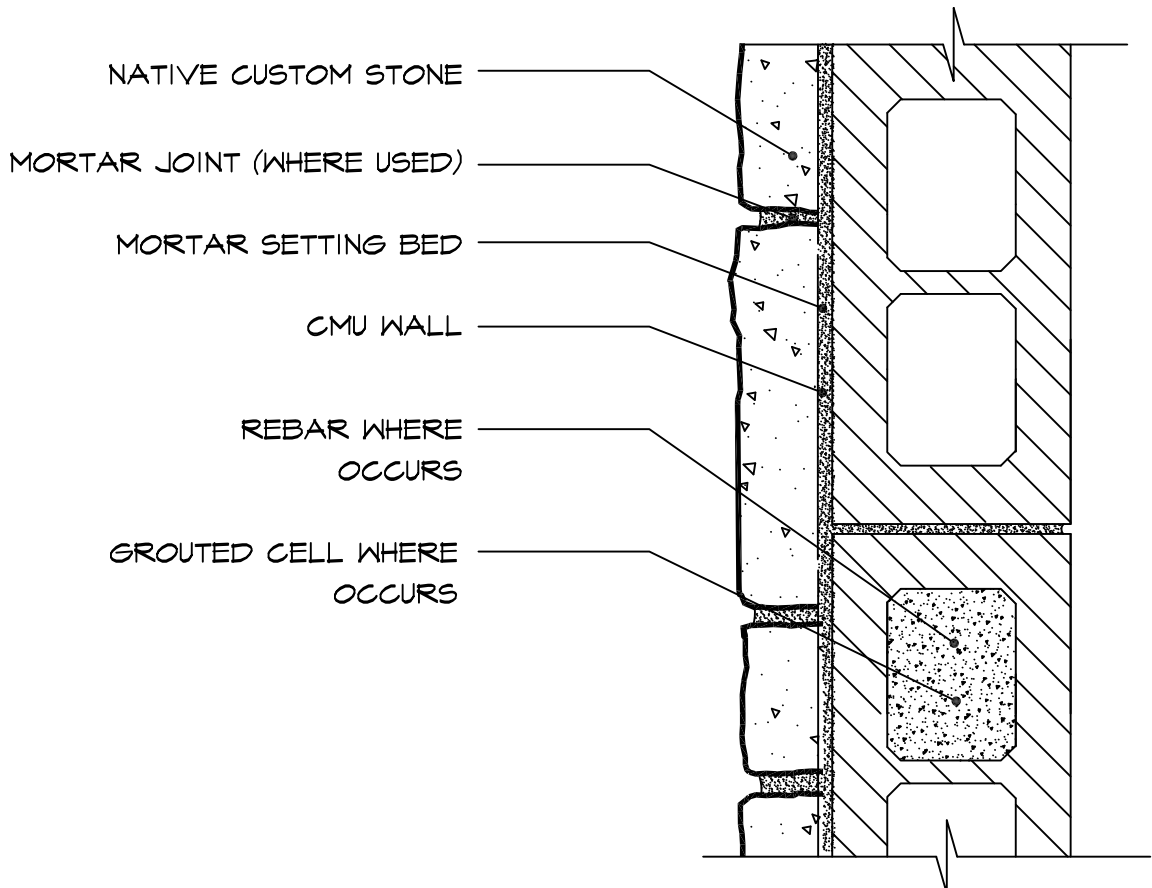 NATIVE CUSTOM STONE
MORTAR JOINT (WHERE USED)
MORTAR SETTING BED
CMU WALL
REBAR WHERE
OCCURS
GROUTED CELL WHERE
OCCURS